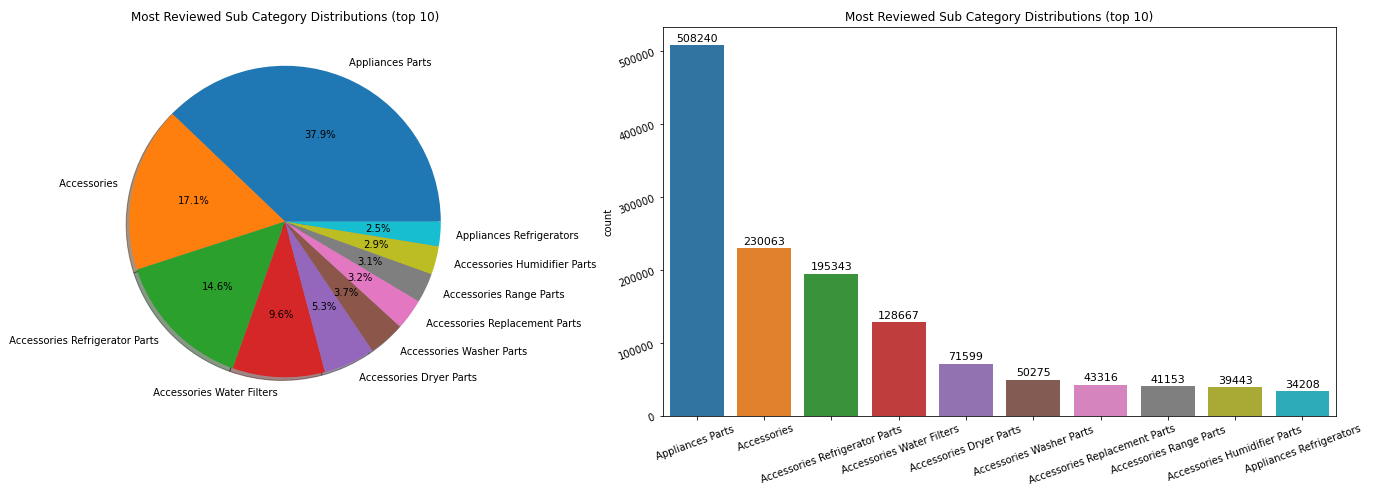 Most Reviewed Sub Category Distributions (top 10)
Appliances Parts
37.9%
Accessories
17.1%
14.6%
Accessories Refrigerator Parts
9.6%
Accessories Water Filters
5.3%
Accessories Dryer Parts
3.7%
Accessories Washer Parts
3.2%
Accessories Replacement Parts
3.1%
Accessories Range Parts
2.9%
Accessories Humidifier Parts
2.5%
Appliances Refrigerators
Most Reviewed Sub Category Distributions (top 10)
count
500000
400000
300000
200000
100000
0
508240
230063
195343
128667
71599
50275
43316
41153
39443
34208
Appliances Parts
Accessories
Accessories Refrigerator Parts
Accessories Water Filters
Accessories Dryer Parts
Accessories Washer Parts
Accessories Replacement Parts
Accessories Range Parts
Accessories Humidifier Parts
Appliances Refrigerators